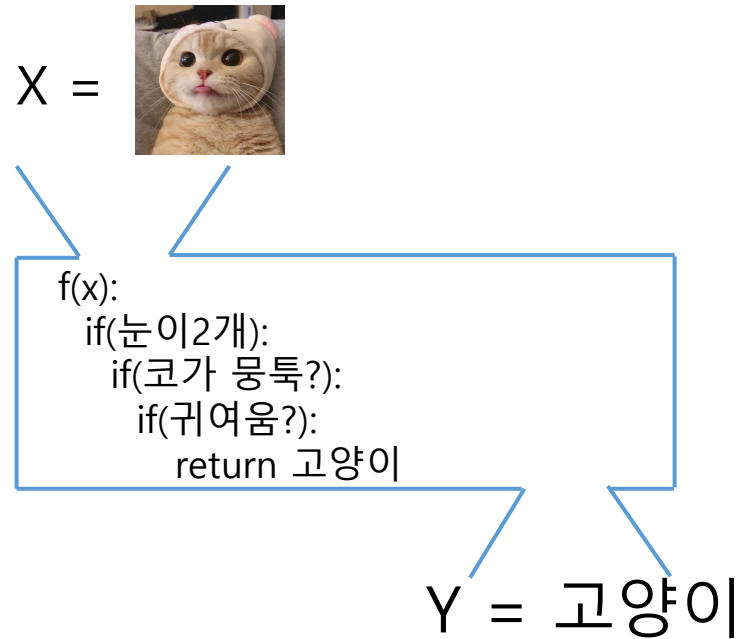 X =
f(x):
if(눈이2개):
if(코가 뭉툭?):
if(귀여움?):
return 고양이
Y = 고양이